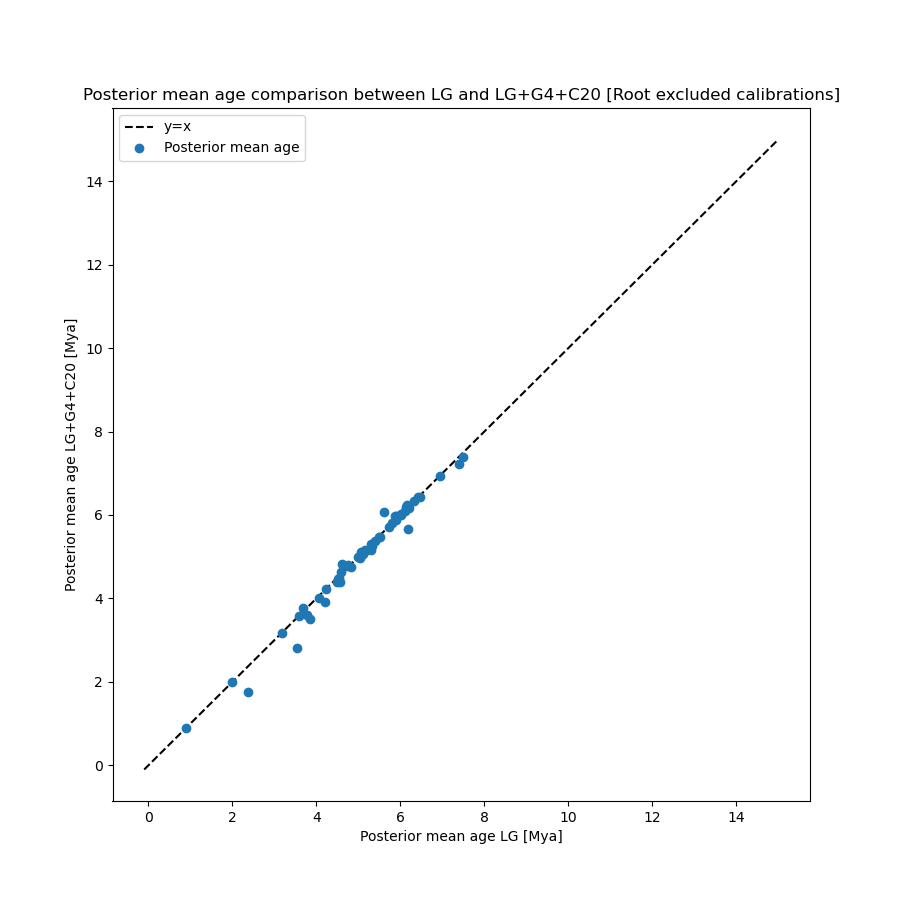 Posterior mean age comparison between LG and LG+G4+C20 [Root excluded calibrations]
y=x
Posterior mean age
14
12
10
8
6
4
2
0
Posterior mean age LG+G4+C20 [Mya]
0 2 4 6 8 10 12 14
Posterior mean age LG [Mya]